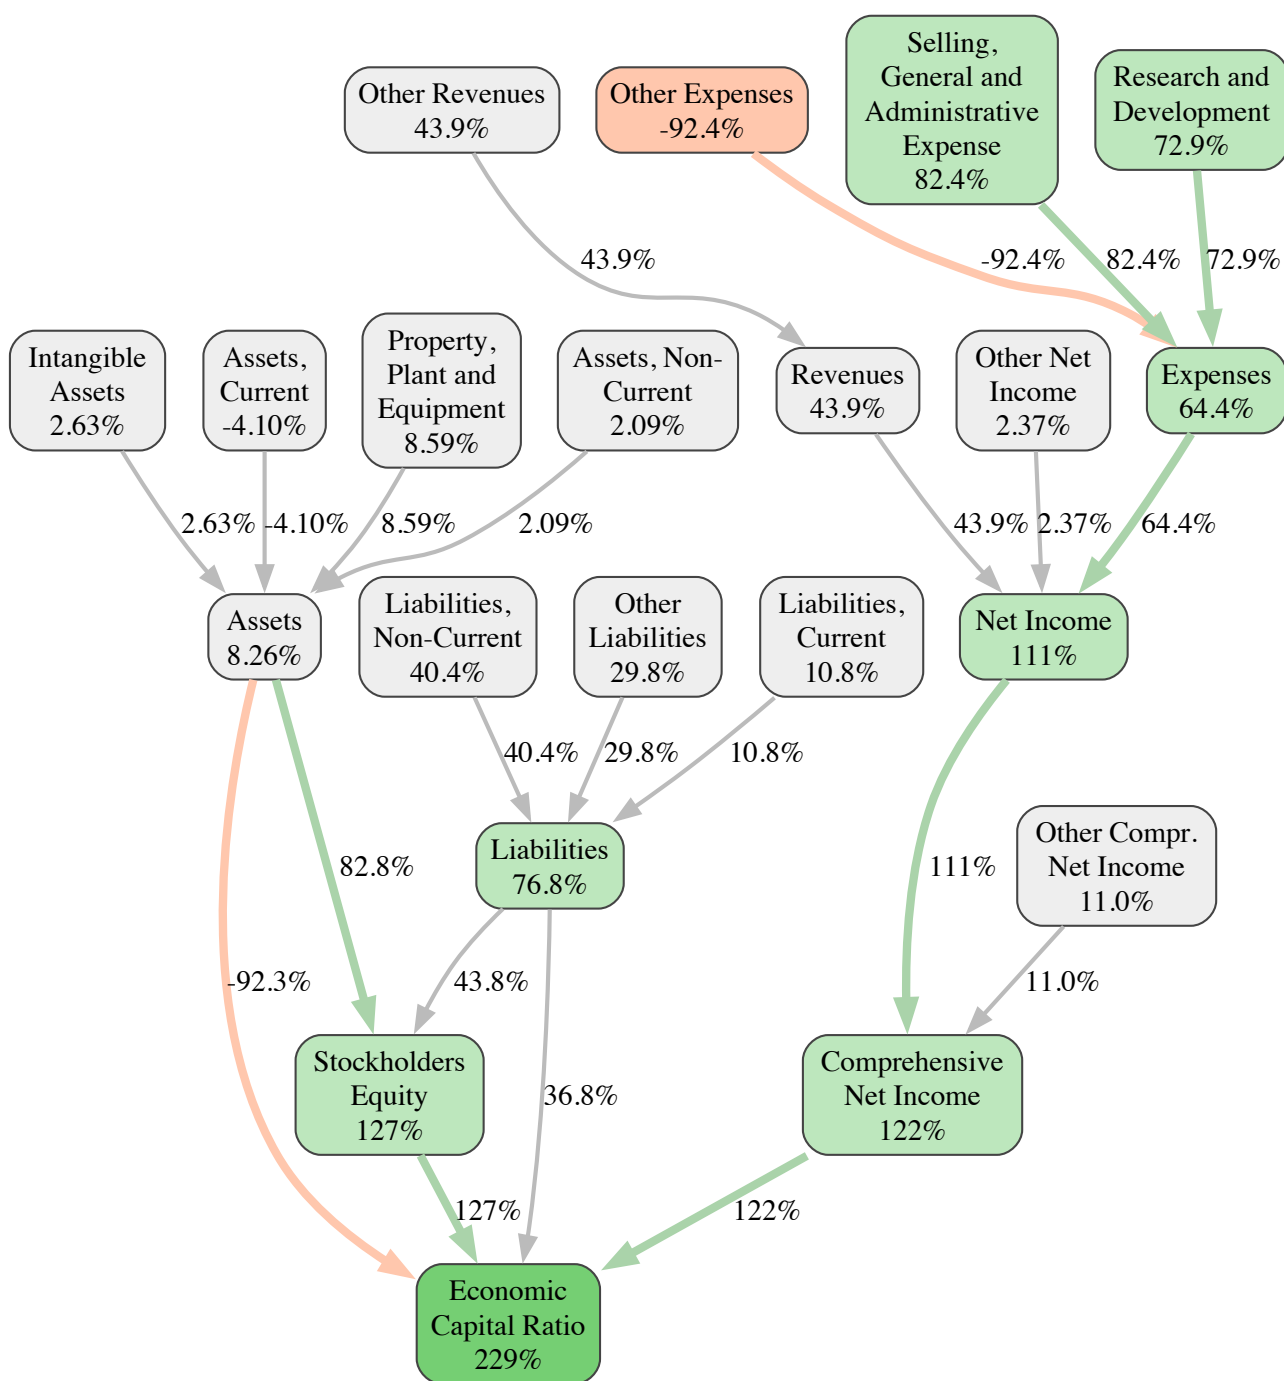 Selling,
General and
Administrative
Expense
82.4%
Research and
Development
72.9%
Other Revenues
43.9%
Other Expenses
-92.4%
43.9%
-92.4%
82.4%
72.9%
Intangible
Assets
2.63%
Assets,
Current
-4.10%
Property,
Plant and
Equipment
8.59%
Assets, Non-
Current
2.09%
Revenues
43.9%
Other Net
Income
2.37%
Expenses
64.4%
2.63%
-4.10%
8.59%
2.09%
43.9%
2.37%
64.4%
Assets
8.26%
Liabilities,
Non-Current
40.4%
Other
Liabilities
29.8%
Liabilities,
Current
10.8%
Net Income
111%
40.4%
29.8%
10.8%
Liabilities
76.8%
82.8%
111%
Other Compr.
Net Income
11.0%
-92.3%
43.8%
11.0%
Stockholders
Equity
127%
36.8%
Comprehensive
Net Income
122%
127%
122%
Economic
Capital Ratio
229%